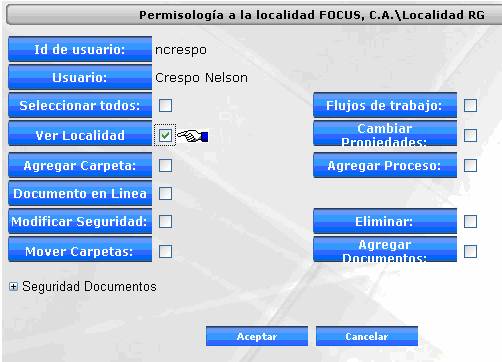 Permisología a la localidad FOCUS, C.A.\Localidad RG
Id de usuario: ncrespo
Usuario: Crespo Nelson
Seleccionar todos: Flujos de trabajo:
Ver Localidad Cambiar Propiedades:
Agregar Carpeta: Agregar Proceso:
Documento en Linea
Modificar Seguridad: Eliminar:
Mover Carpetas: Agregar Documentos:
Seguridad Documentos
Aceptar Cancelar